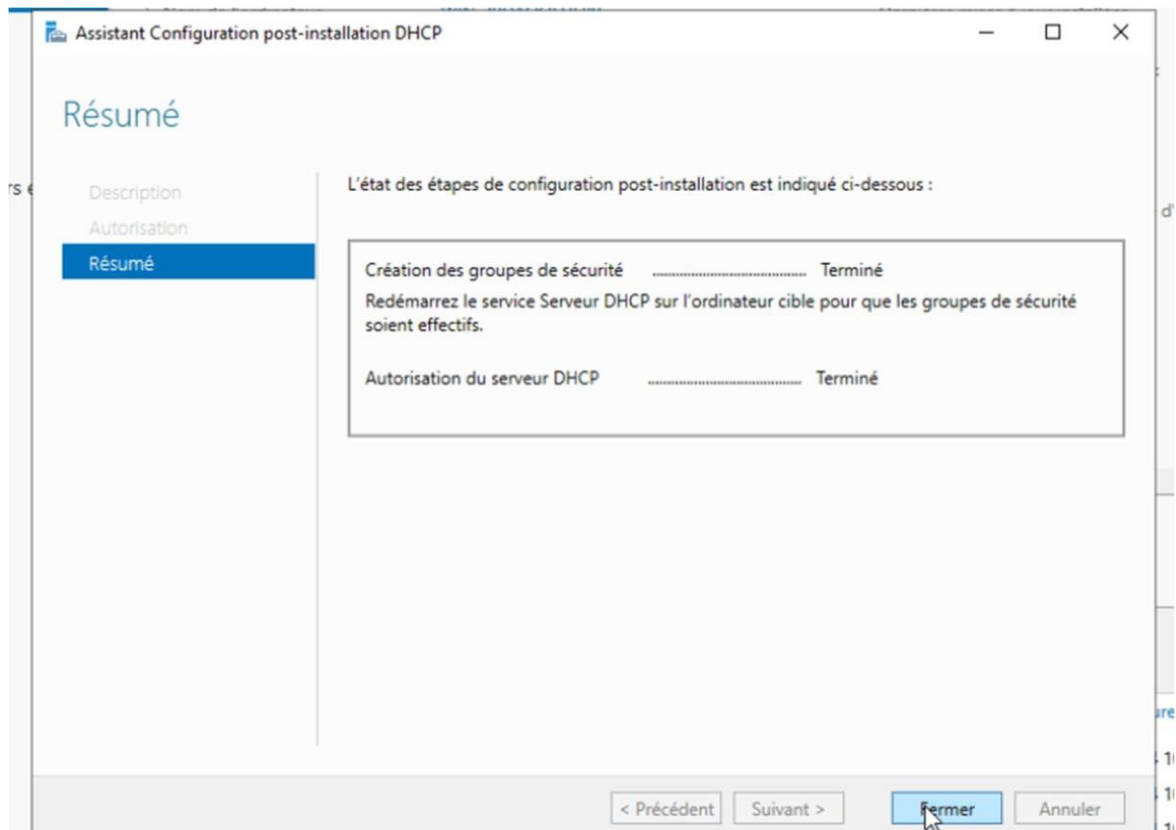 Assistant Configuration post-installation DHCP
Résumé
Description
Autorisation
Résumé
L'état des étapes de configuration post-installation est indiqué ci-dessous :
Création des groupes de sécurité ........................................ Terminé
Redémarrez le service Serveur DHCP sur l'ordinateur cible pour que les groupes de sécurité
soient effectifs.
Autorisation du serveur DHCP ........................................ Terminé
< Précédent Suivant > Fermer Annuler